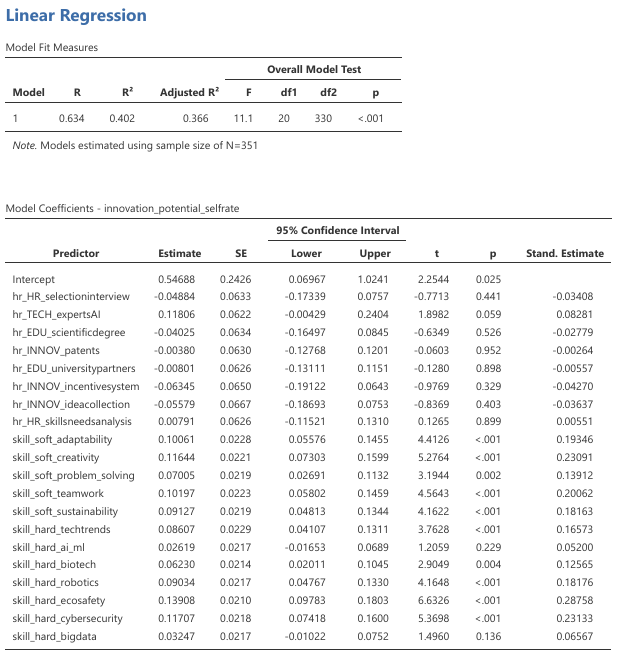 Linear Regression
Model Fit Measures
Overall Model Test
Model R R² Adjusted R² F df1 df2 p
1 0.634 0.402 0.366 11.1 20 330 <.001
Note. Models estimated using sample size of N=351
Model Coefficients - innovation_potential_selfrate
95% Confidence Interval
Predictor Estimate SE Lower Upper t p Stand. Estimate
Intercept 0.54688 0.2426 0.06967 1.0241 2.2544 0.025
hr_HR_selectioninterview -0.04884 0.0633 -0.17339 0.0757 -0.7713 0.441 -0.03408
hr_TECH_expertsAI 0.11806 0.0622 -0.00429 0.2404 1.8982 0.059 0.08281
hr_EDU_scientificdegree -0.04025 0.0634 -0.16497 0.0845 -0.6349 0.526 -0.02779
hr_INNOV_patents -0.00380 0.0630 -0.12768 0.1201 -0.0603 0.952 -0.00264
hr_EDU_universitypartners -0.00801 0.0626 -0.13111 0.1151 -0.1280 0.898 -0.00557
hr_INNOV_incentivesystem -0.06345 0.0650 -0.19122 0.0643 -0.9769 0.329 -0.04270
hr_INNOV_ideacollection -0.05579 0.0667 -0.18693 0.0753 -0.8369 0.403 -0.03637
hr_HR_skillsneedsanalysis 0.00791 0.0626 -0.11521 0.1310 0.1265 0.899 0.00551
skill_soft_adaptability 0.10061 0.0228 0.05576 0.1455 4.4126 <.001 0.19346
skill_soft_creativity 0.11644 0.0221 0.07303 0.1599 5.2764 <.001 0.23091
skill_soft_problem_solving 0.07005 0.0219 0.02691 0.1132 3.1944 0.002 0.13912
skill_soft_teamwork 0.10197 0.0223 0.05802 0.1459 4.5643 <.001 0.20062
skill_soft_sustainability 0.09127 0.0219 0.04813 0.1344 4.1622 <.001 0.18163
skill_hard_techtrends 0.08607 0.0229 0.04107 0.1311 3.7628 <.001 0.16573
skill_hard_ai_ml 0.02619 0.0217 -0.01653 0.0689 1.2059 0.229 0.05200
skill_hard_biotech 0.06230 0.0214 0.02011 0.1045 2.9049 0.004 0.12565
skill_hard_robotics 0.09034 0.0217 0.04767 0.1330 4.1648 <.001 0.18176
skill_hard_ecosafety 0.13908 0.0210 0.09783 0.1803 6.6326 <.001 0.28758
skill_hard_cybersecurity 0.11707 0.0218 0.07418 0.1600 5.3698 <.001 0.23133
skill_hard_bigdata 0.03247 0.0217 -0.01022 0.0752 1.4960 0.136 0.06567